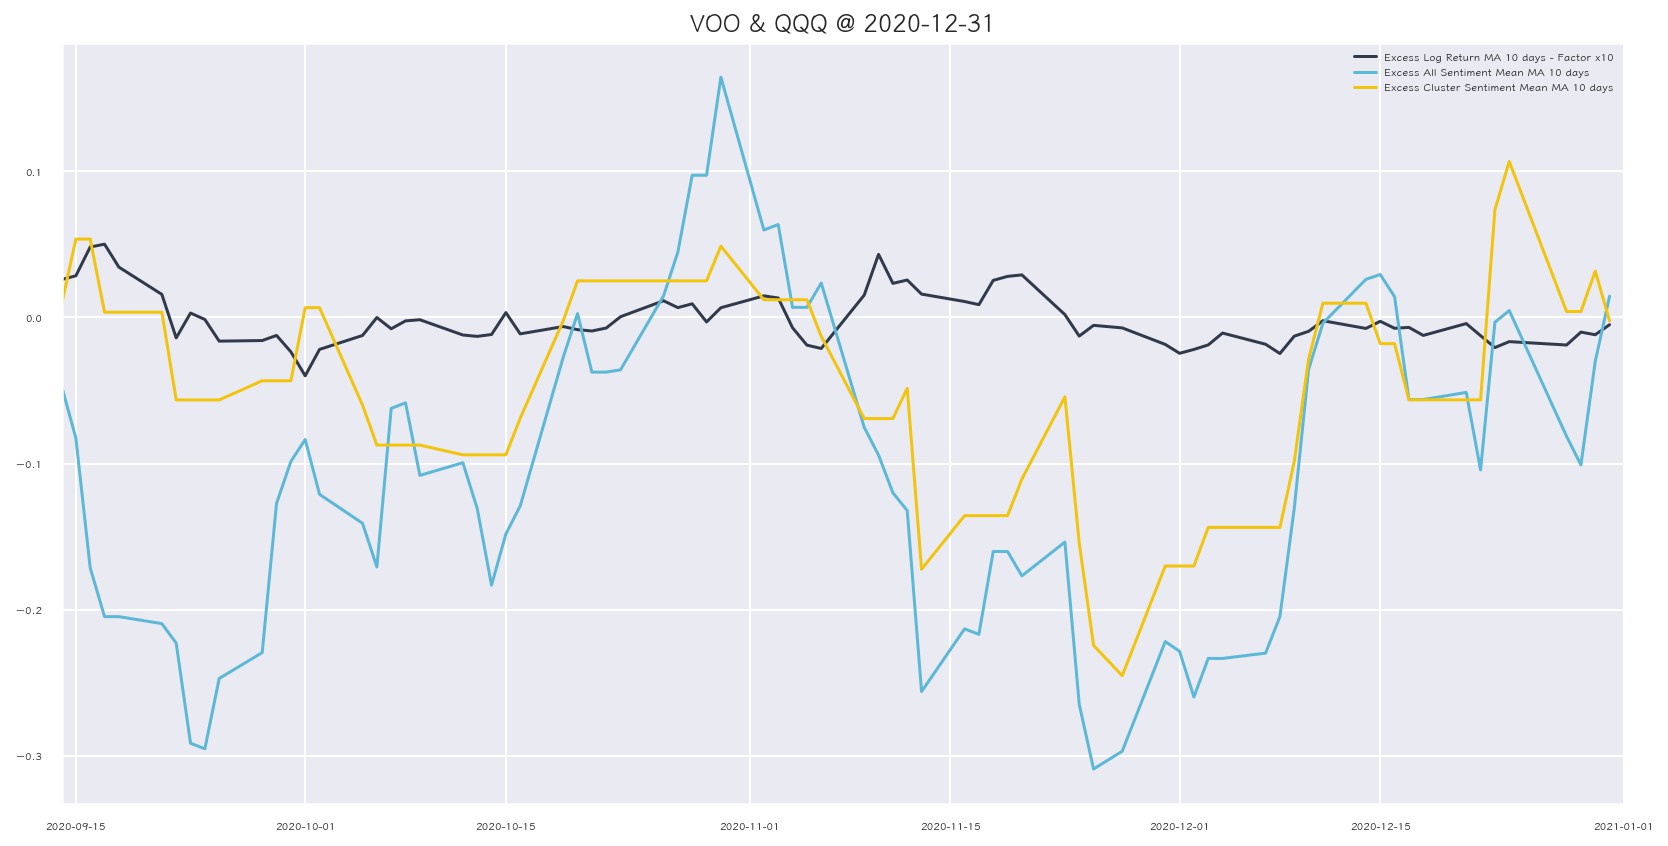 VOO & QQQ @ 2020-12-31
Excess Log Return MA 10 days - Factor x10
Excess All Sentiment Mean MA 10 days
Excess Cluster Sentiment Mean MA 10 days
0.1
0.0
−0.1
−0.2
−0.3
2020-09-15 2020-10-01 2020-10-15 2020-11-01 2020-11-15 2020-12-01 2020-12-15 2021-01-01